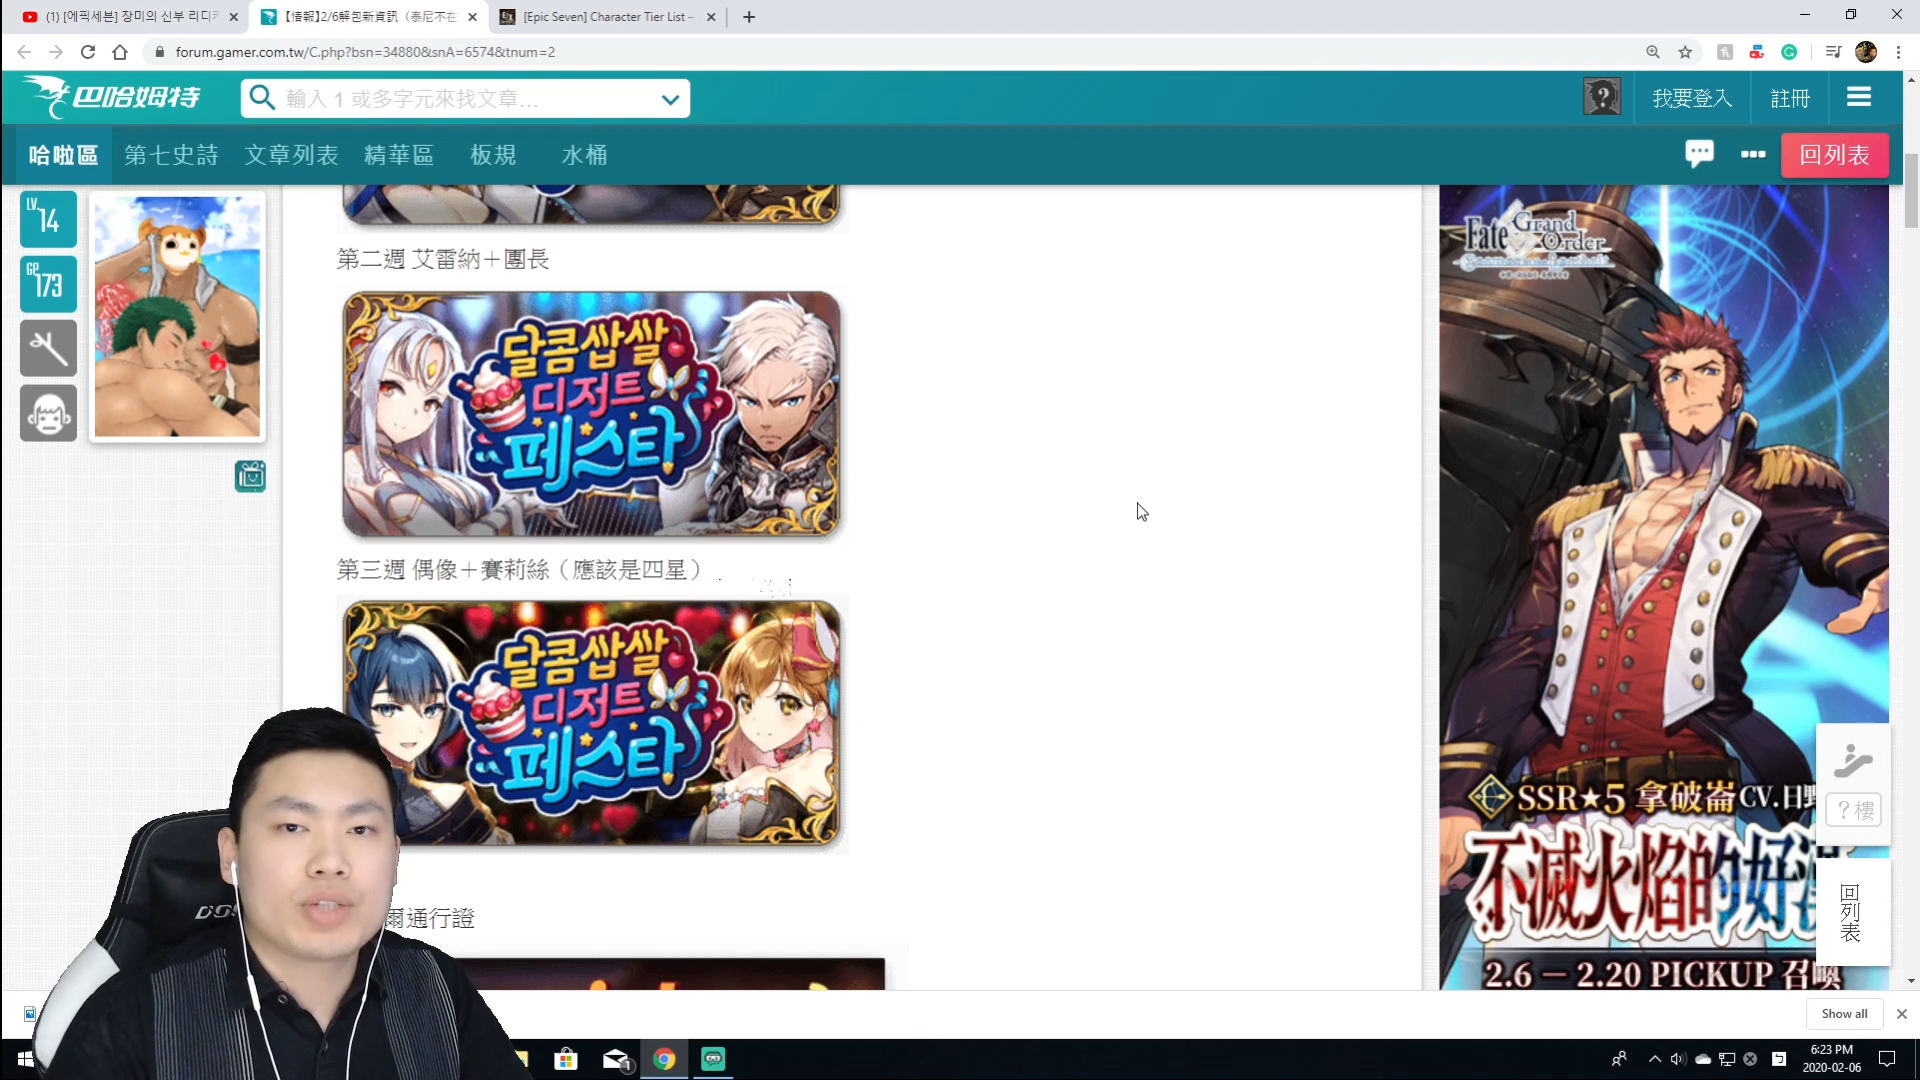 (1) [에픽세븐] 장미의 신부 리디카
【情報】2/6解包新資訊（泰尼不在
[Epic Seven] Character Tier List –
forum.gamer.com.tw/C.php?bsn=34880&snA=6574&tnum=2
巴哈姆特
輸入 1 或多字元來找文章...
我要登入
註冊
哈啦區
第七史詩
文章列表
精華區
板規
水桶
回列表
LV.
14
GP
173
第二週 艾雷納＋團長
달콤쌉쌀
디저트
페스타
第三週 偶像＋賽莉絲（應該是四星）
달콤쌉쌀
디저트
페스타
爾通行證
Fate
Grand
Order
SSR★5 拿破崙 CV.日野
不滅火焰的好漢
2.6 － 2.20 PICKUP 召喚
？樓
回列表
Show all
6:23 PM
2020-02-06